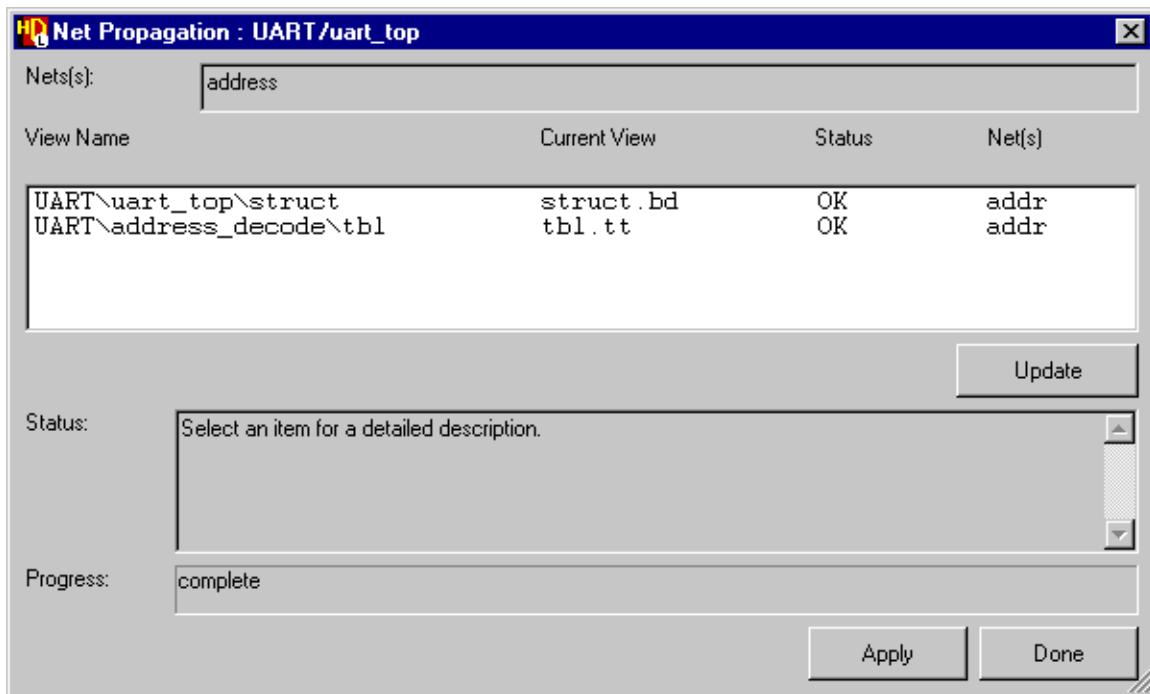 HDL Net Propagation : UART/uart_top
Nets(s): address
View Name Current View Status Net(s)
UART\uart_top\struct struct.bd OK addr
UART\address_decode\tbl tbl.tt OK addr
Update
Status: Select an item for a detailed description.
Progress: complete
Apply Done